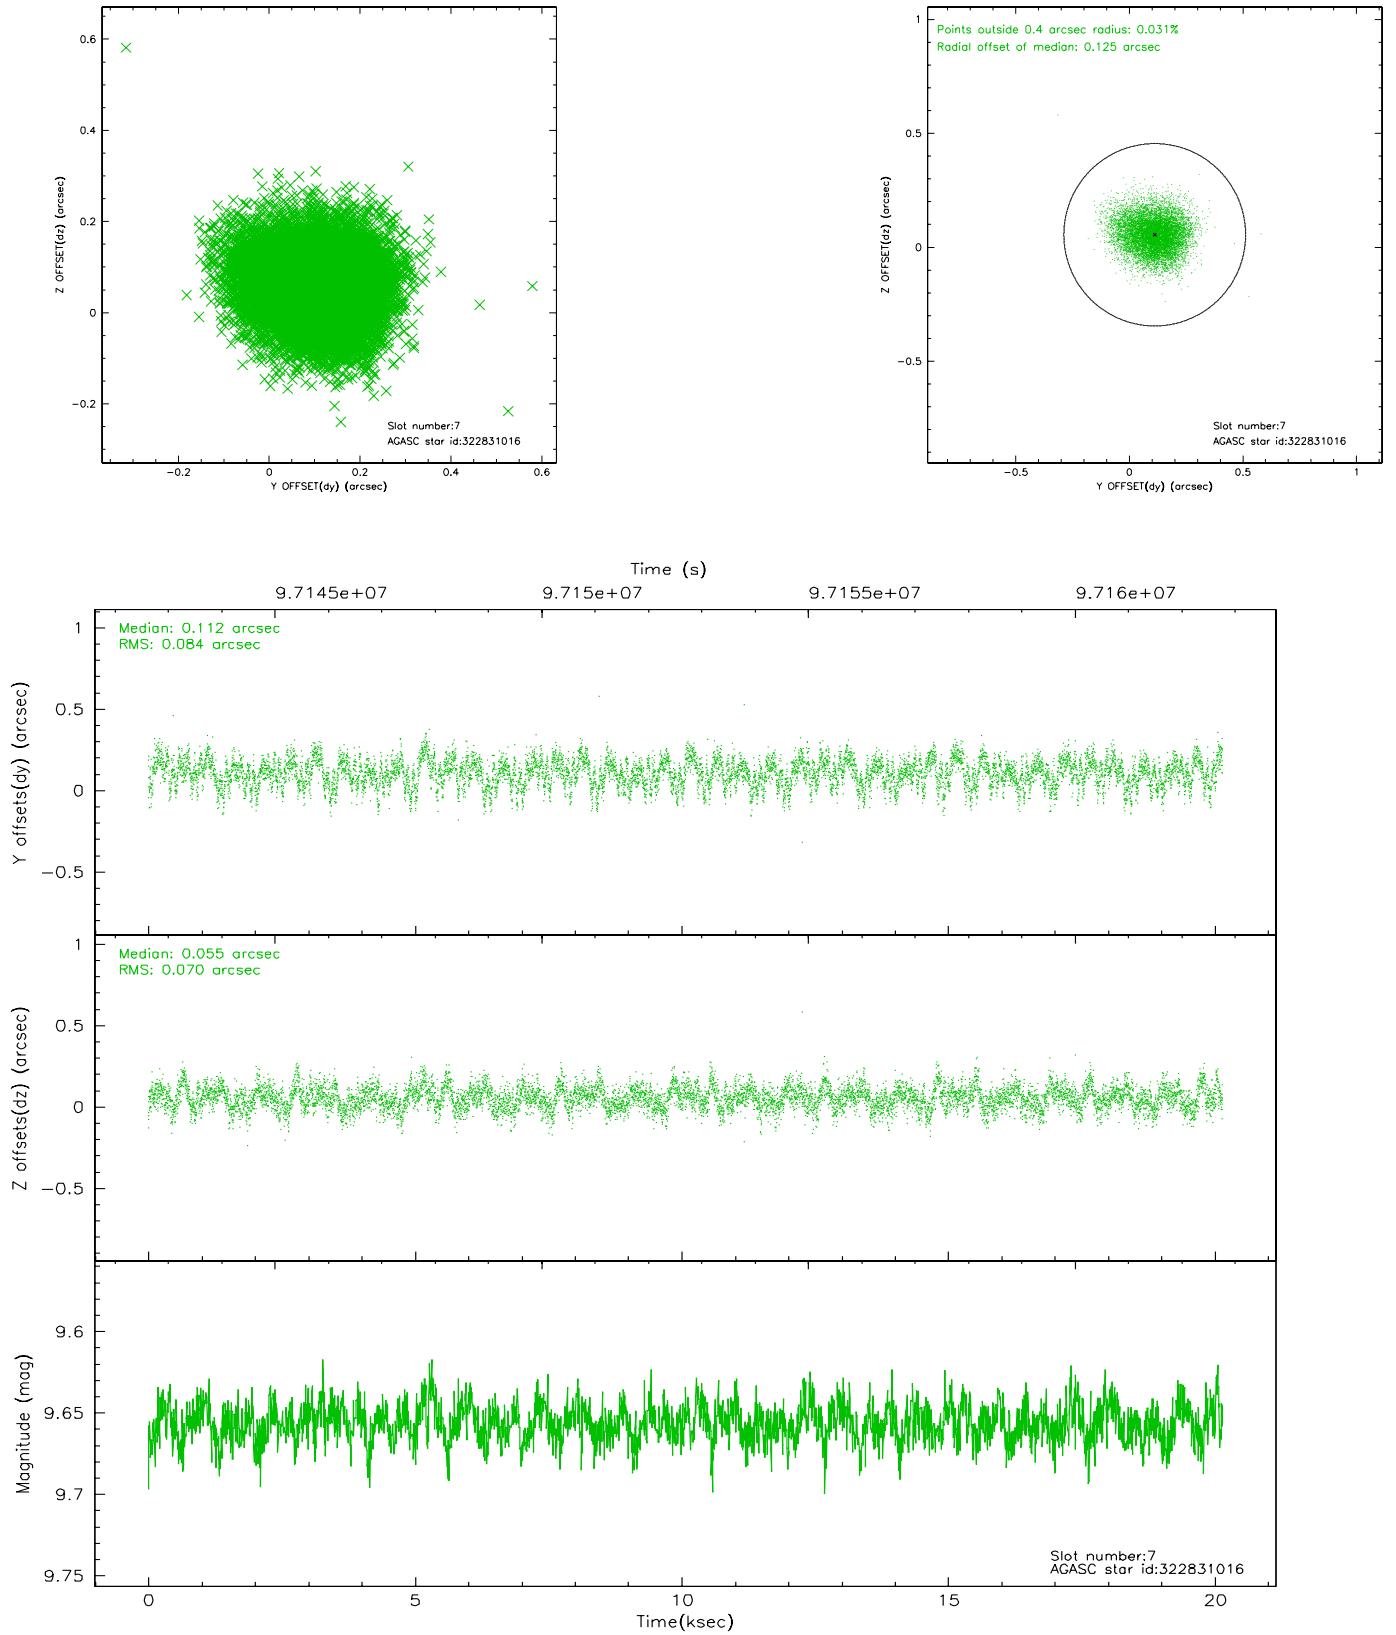 0.6
0.4
0.2
0
−0.2
Z OFFSET(dz) (arcsec)
Slot number:7
AGASC star id:322831016
−0.2 0 0.2 0.4 0.6
Y OFFSET(dy) (arcsec)
Points outside 0.4 arcsec radius: 0.031%
Radial offset of median: 0.125 arcsec
1
0.5
0
−0.5
Z OFFSET(dz) (arcsec)
Slot number:7
AGASC star id:322831016
−0.5 0 0.5 1
Y OFFSET(dy) (arcsec)
Time (s)
9.7145e+07 9.715e+07 9.7155e+07 9.716e+07
Median: 0.112 arcsec
RMS: 0.084 arcsec
1
0.5
0
−0.5
Y offsets(dy) (arcsec)
Median: 0.055 arcsec
RMS: 0.070 arcsec
1
0.5
0
−0.5
Z offsets(dz) (arcsec)
9.6
9.65
9.7
9.75
Magnitude (mag)
Slot number:7
AGASC star id:322831016
0 5 10 15 20
Time(ksec)